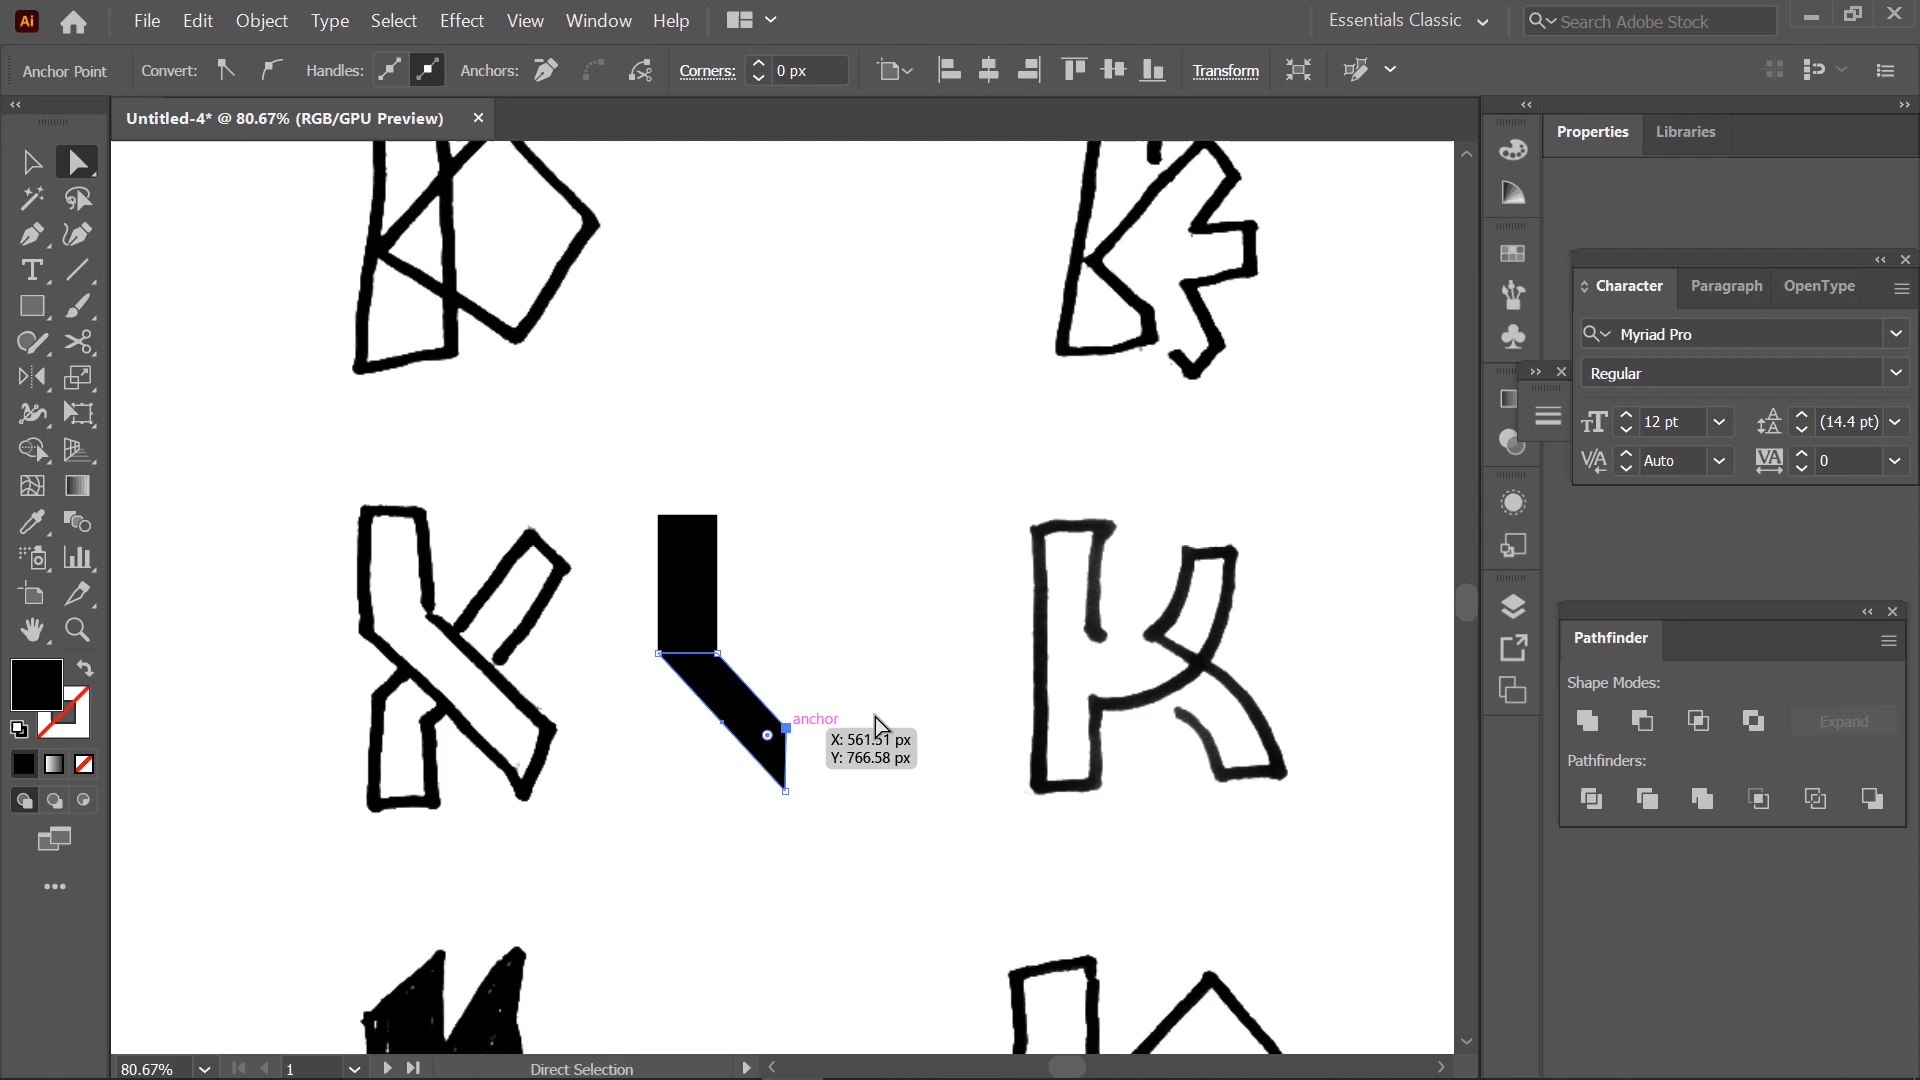 Ai
File Edit Object Type Select Effect View Window Help
Essentials Classic
Search Adobe Stock
Anchor Point
Convert:
Handles:
Anchors:
Corners:
0 px
Transform
Untitled-4* @ 80.67% (RGB/GPU Preview)
Properties
Libraries
Character
Paragraph
OpenType
Myriad Pro
Regular
12 pt
(14.4 pt)
Auto
0
anchor
X: 561.51 px
Y: 766.58 px
Pathfinder
Shape Modes:
Expand
Pathfinders:
80.67%
1
Direct Selection